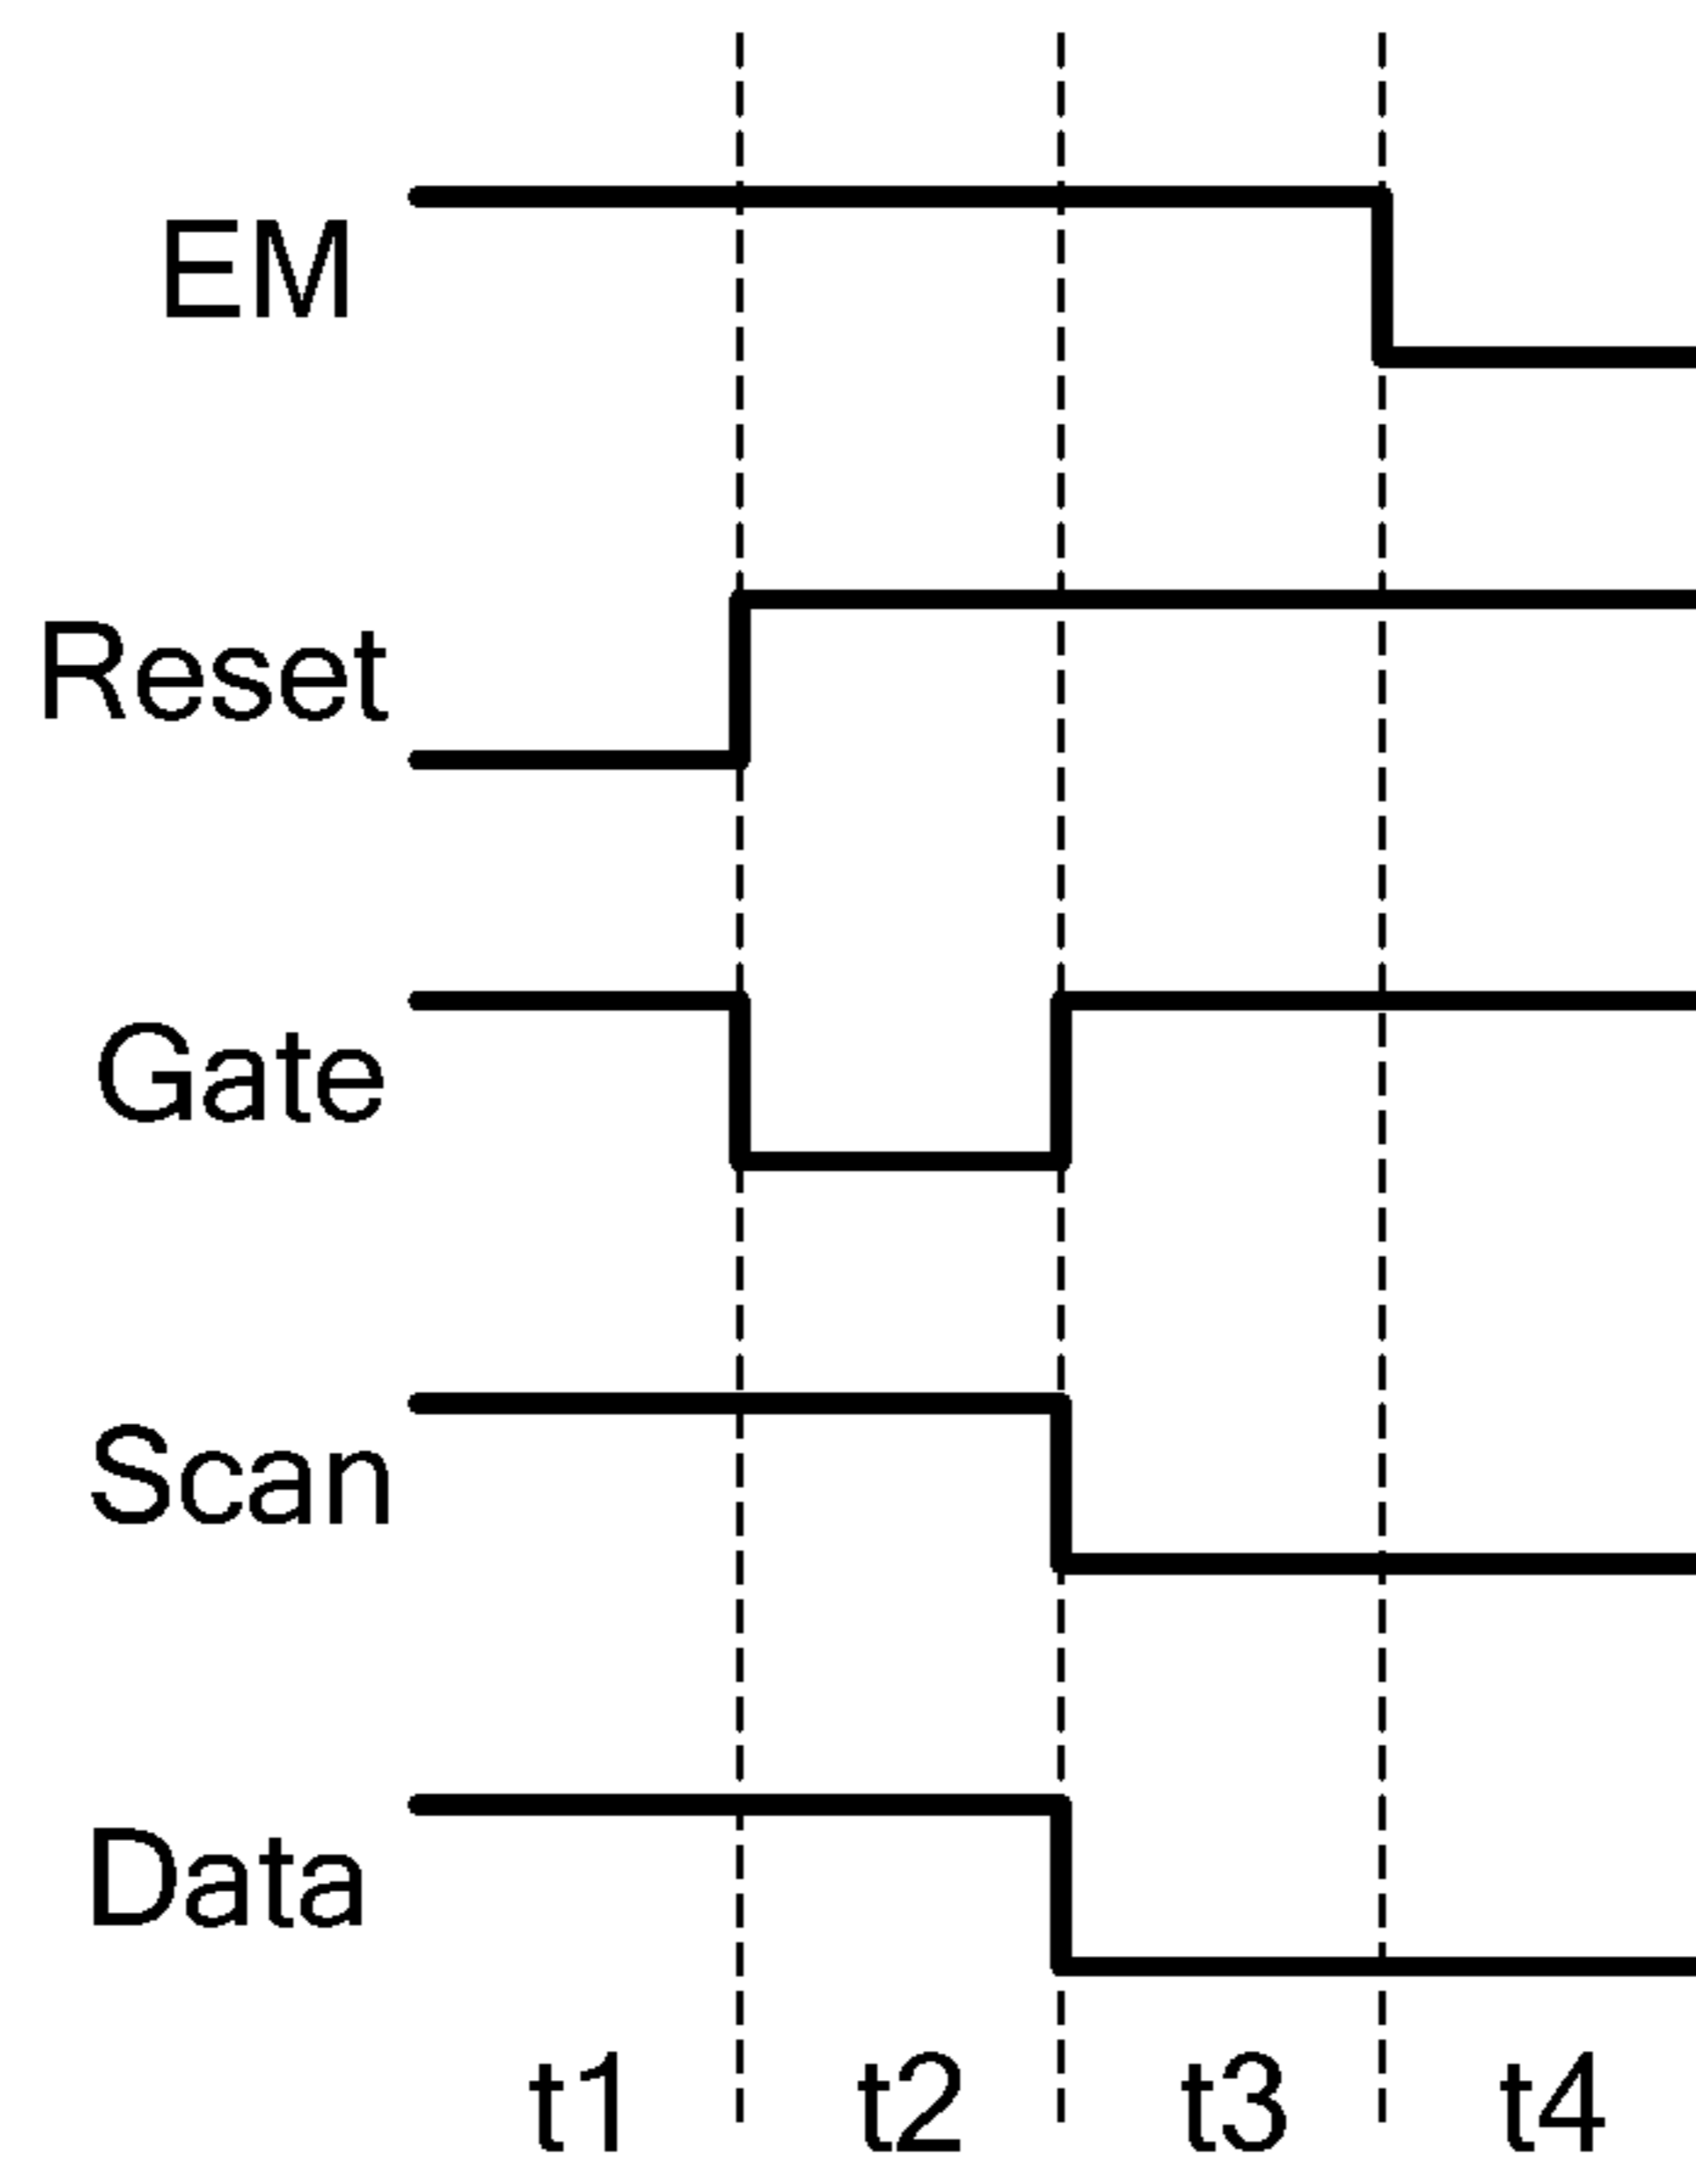 EM
Reset
Gate
Scan
Data
t1 t2 t3 t4